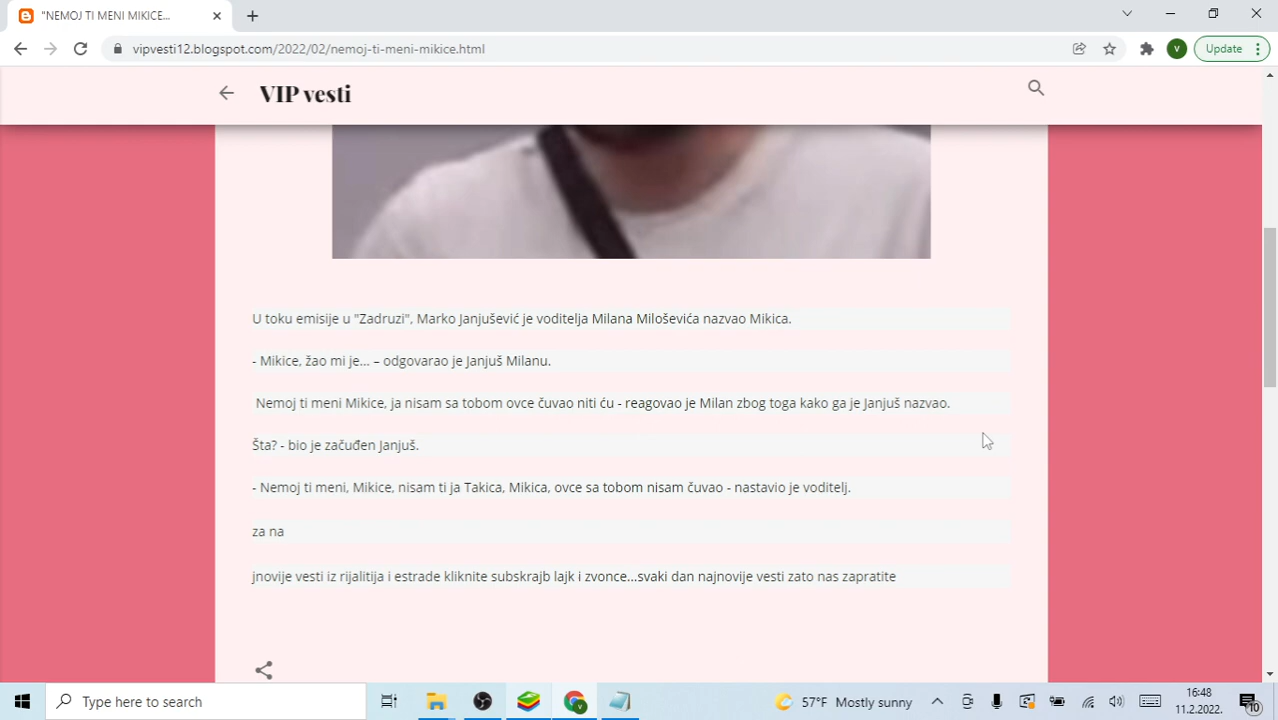 "NEMOJ TI MENI MIKICE...
vipvesti12.blogspot.com/2022/02/nemoj-ti-meni-mikice.html
V
Update
VIP vesti
U toku emisije u "Zadruzi", Marko Janjušević je voditelja Milana Miloševića nazvao Mikica.
- Mikice, žao mi je... – odgovarao je Janjuš Milanu.
Nemoj ti meni Mikice, ja nisam sa tobom ovce čuvao niti ću - reagovao je Milan zbog toga kako ga je Janjuš nazvao.
Šta? - bio je začuđen Janjuš.
- Nemoj ti meni, Mikice, nisam ti ja Takica, Mikica, ovce sa tobom nisam čuvao - nastavio je voditelj.
za na
jnovije vesti iz rijalitija i estrade kliknite subskrajb lajk i zvonce...svaki dan najnovije vesti zato nas zapratite
Type here to search
V
57°F Mostly sunny
16:48
11.2.2022.
10